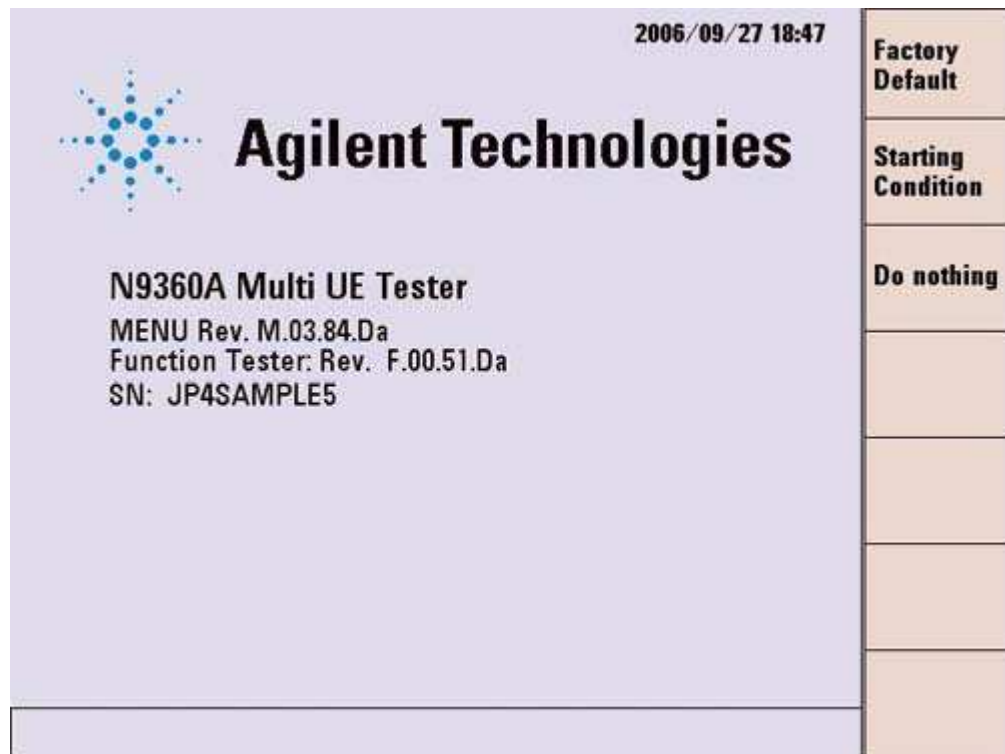 2006/09/27 18:47
Agilent Technologies
N9360A Multi UE Tester
MENU Rev. M.03.84.Da
Function Tester: Rev. F.00.51.Da
SN: JP4SAMPLE5
Factory
Default
Starting
Condition
Do nothing